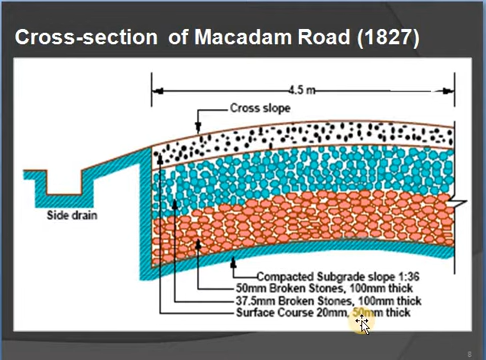 Cross-section of Macadam Road (1827)
4.5 m
Cross slope
Side drain
Compacted Subgrade slope 1:36
50mm Broken Stones, 100mm thick
37.5mm Broken Stones, 100mm thick
Surface Course 20mm, 50mm thick
8